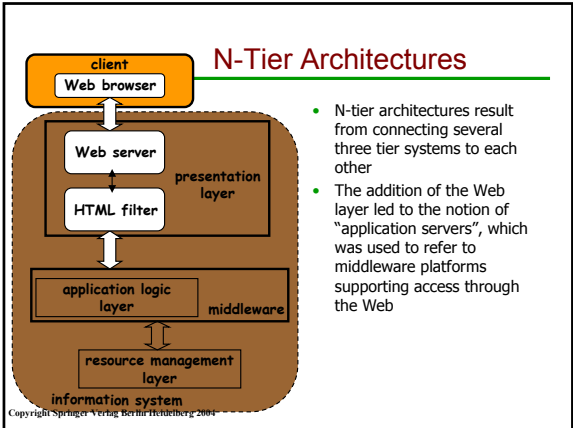 N-Tier Architectures
client
Web browser
Web server
presentation
layer
HTML filter
application logic
layer
middleware
resource management
layer
information system
Copyright Springer Verlag Berlin Heidelberg 2004
• N-tier architectures result
from connecting several
three tier systems to each
other
• The addition of the Web
layer led to the notion of
“application servers”, which
was used to refer to
middleware platforms
supporting access through
the Web